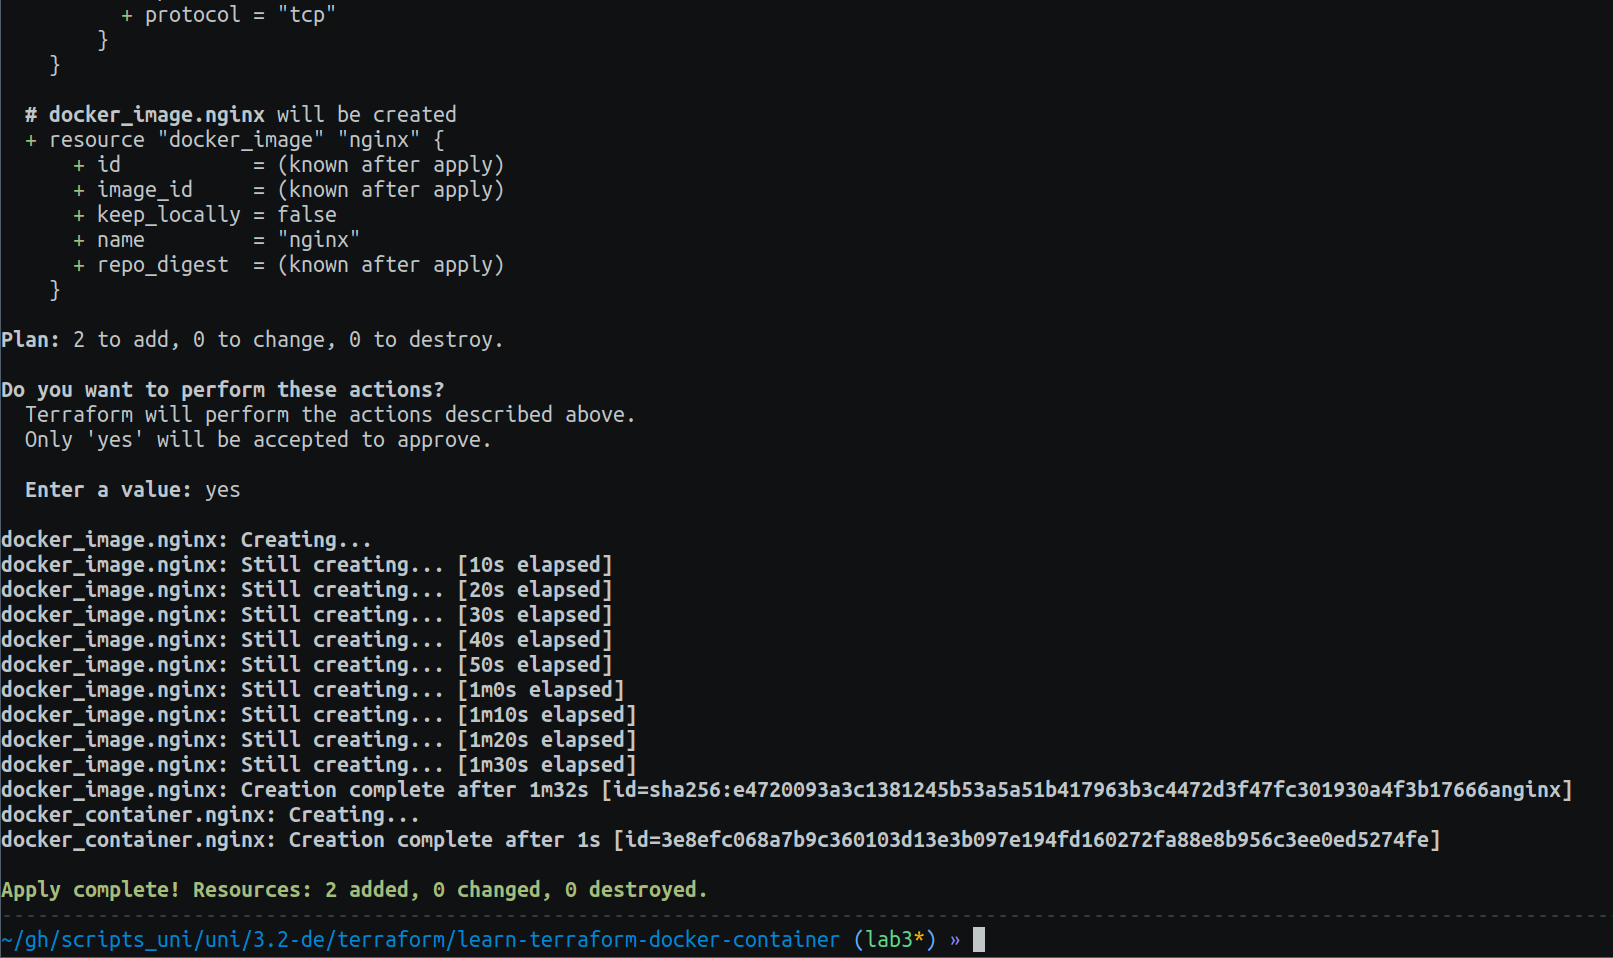 + protocol = "tcp"
}
}
# docker_image.nginx will be created
+ resource "docker_image" "nginx" {
+ id = (known after apply)
+ image_id = (known after apply)
+ keep_locally = false
+ name = "nginx"
+ repo_digest = (known after apply)
}
Plan: 2 to add, 0 to change, 0 to destroy.
Do you want to perform these actions?
Terraform will perform the actions described above.
Only 'yes' will be accepted to approve.
Enter a value: yes
docker_image.nginx: Creating...
docker_image.nginx: Still creating... [10s elapsed]
docker_image.nginx: Still creating... [20s elapsed]
docker_image.nginx: Still creating... [30s elapsed]
docker_image.nginx: Still creating... [40s elapsed]
docker_image.nginx: Still creating... [50s elapsed]
docker_image.nginx: Still creating... [1m0s elapsed]
docker_image.nginx: Still creating... [1m10s elapsed]
docker_image.nginx: Still creating... [1m20s elapsed]
docker_image.nginx: Still creating... [1m30s elapsed]
docker_image.nginx: Creation complete after 1m32s [id=sha256:e4720093a3c1381245b53a5a51b417963b3c4472d3f47fc301930a4f3b17666anginx]
docker_container.nginx: Creating...
docker_container.nginx: Creation complete after 1s [id=3e8efc068a7b9c360103d13e3b097e194fd160272fa88e8b956c3ee0ed5274fe]
Apply complete! Resources: 2 added, 0 changed, 0 destroyed.
~/gh/scripts_uni/uni/3.2-de/terraform/learn-terraform-docker-container (lab3*) »